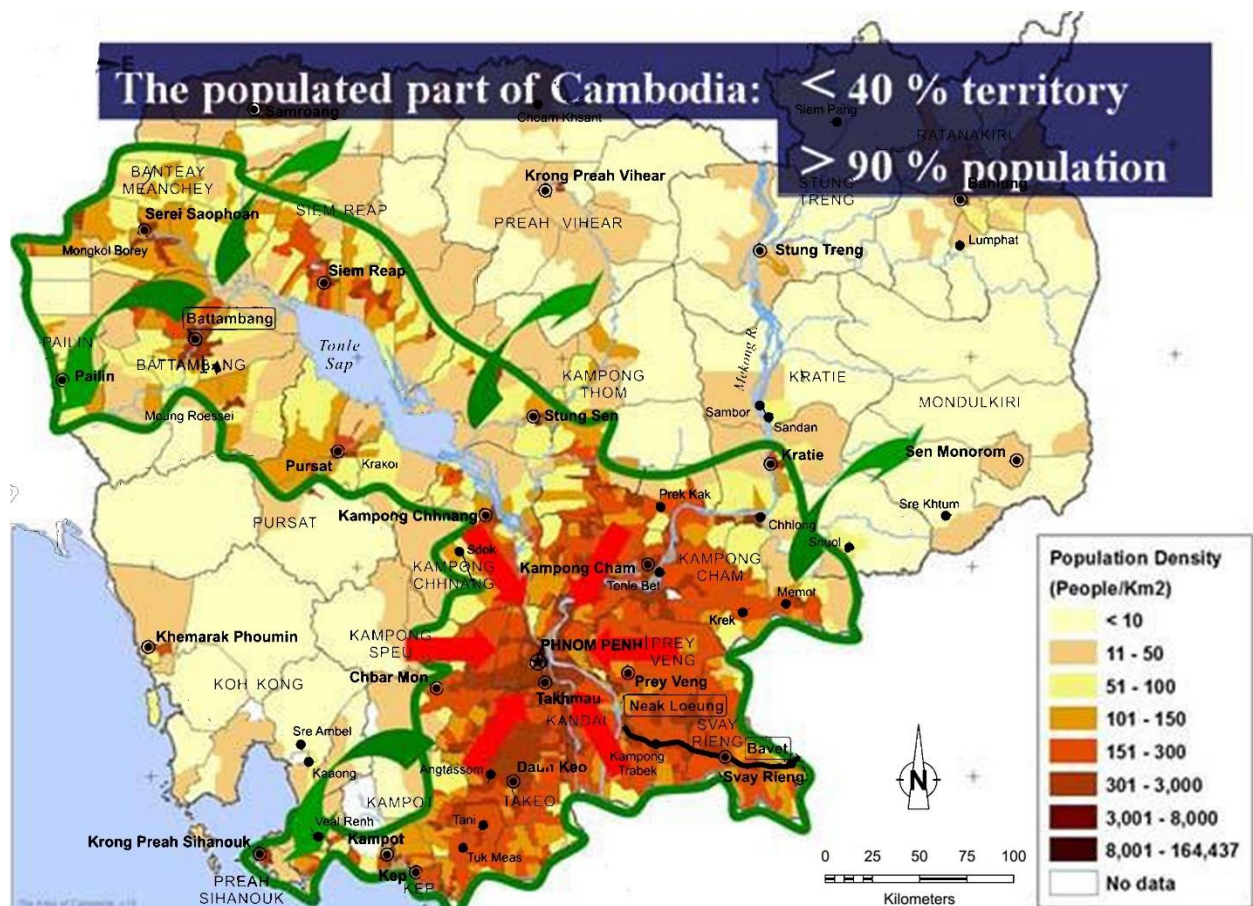 The populated part of Cambodia: < 40 % territory
> 90 % population
Samroang
Choam Khsant
Siem Pang
RATANAKIRI
BANTEAY
MEANCHEY
Krong Preah Vihear
STUNG
TRENG
Banlung
Serei Saophoan
SIEM REAP
PREAH VIHEAR
Mongkol Borey
Stung Treng
Lumphat
Siem Reap
Battambang
Tonle
Sap
Mekong R.
PAILIN
BATTAMBANG
Pailin
KAMPONG
THOM
KRATIE
MONDULKIRI
Moung Roessei
Stung Sen
Sambor
Sandan
Pursat
Krakor
Kratie
Sen Monorom
Prek Kak
Sre Khtum
PURSAT
Kampong Chhnang
Chhlong
Snuol
Sdok
KAMPONG
CHHNANG
Kampong Cham
KAMPONG
CHAM
Tonle Bet
Memot
Krek
Khemarak Phoumin
KAMPONG
SPEU
PHNOM PENH
PREY
VENG
KOH KONG
Chbar Mon
Takhmau
Prey Veng
Neak Loeung
KANDAL
SVAY
RIENG
Bavet
Sre Ambel
Kaaong
Kampong
Trabek
Svay Rieng
Angtassom
Daun Keo
KAMPOT
TAKEO
Veal Renh
Tani
Krong Preah Sihanouk
Kampot
Tuk Meas
Kep
KEP
PREAH
SIHANOUK
N
0 25 50 75 100
Kilometers
Population Density
(People/Km2)
< 10
11 - 50
51 - 100
101 - 150
151 - 300
301 - 3,000
3,001 - 8,000
8,001 - 164,437
No data